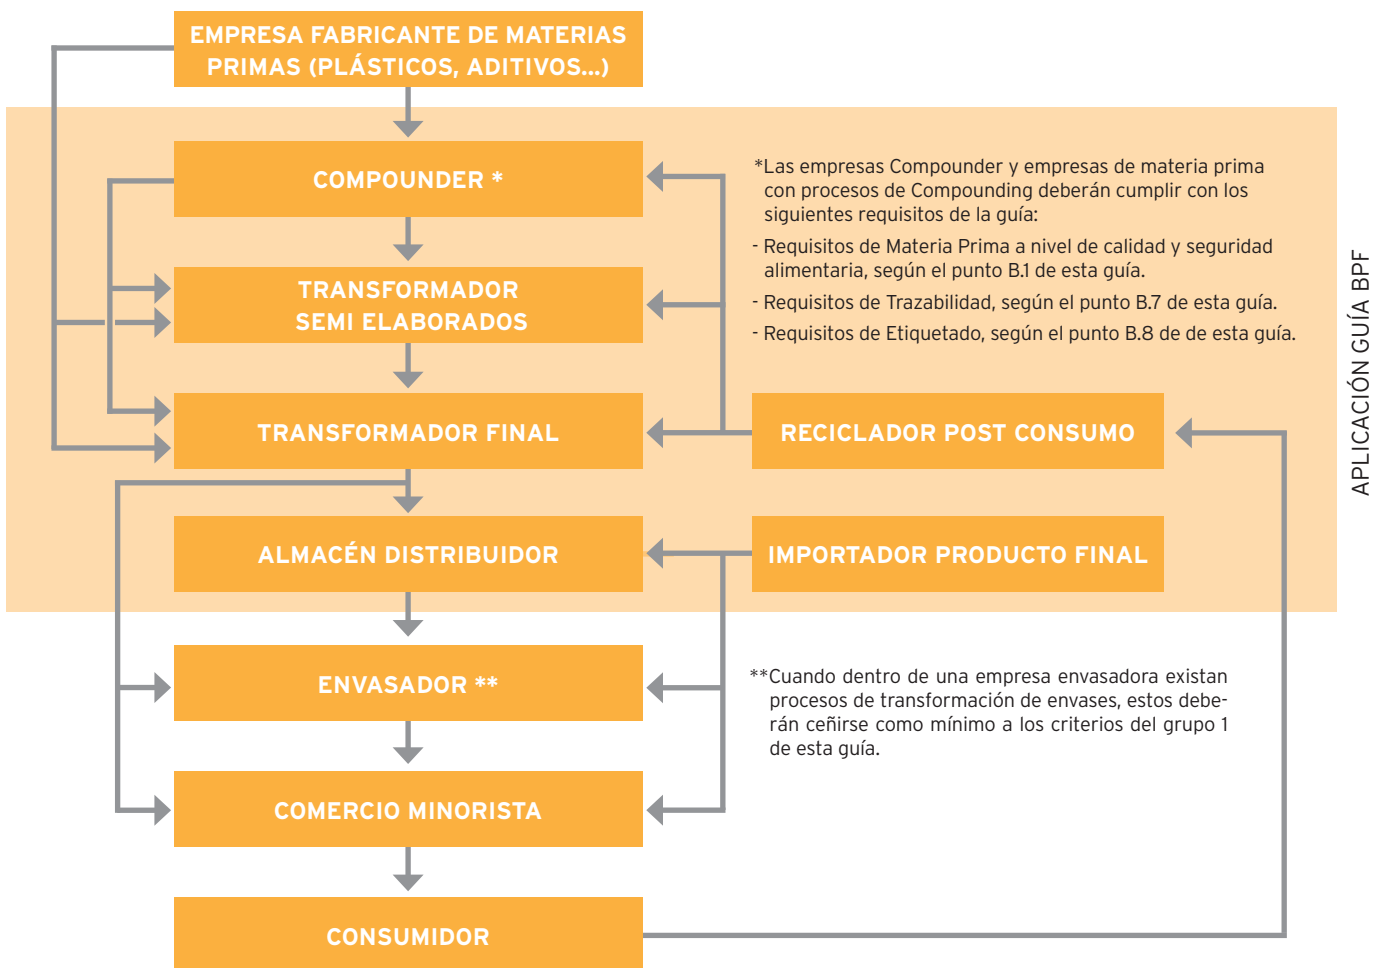 EMPRESA FABRICANTE DE MATERIAS
PRIMAS (PLÁSTICOS, ADITIVOS...)
COMPOUNDER *
*Las empresas Compounder y empresas de materia prima
con procesos de Compounding deberán cumplir con los
siguientes requisitos de la guía:
- Requisitos de Materia Prima a nivel de calidad y seguridad
alimentaria, según el punto B.1 de esta guía.
- Requisitos de Trazabilidad, según el punto B.7 de esta guía.
- Requisitos de Etiquetado, según el punto B.8 de de esta guía.
TRANSFORMADOR
SEMI ELABORADOS
APLICACIÓN GUÍA BPF
TRANSFORMADOR FINAL
RECICLADOR POST CONSUMO
ALMACÉN DISTRIBUIDOR
IMPORTADOR PRODUCTO FINAL
ENVASADOR **
**Cuando dentro de una empresa envasadora existan
procesos de transformación de envases, estos debe-
rán ceñirse como mínimo a los criterios del grupo 1
de esta guía.
COMERCIO MINORISTA
CONSUMIDOR